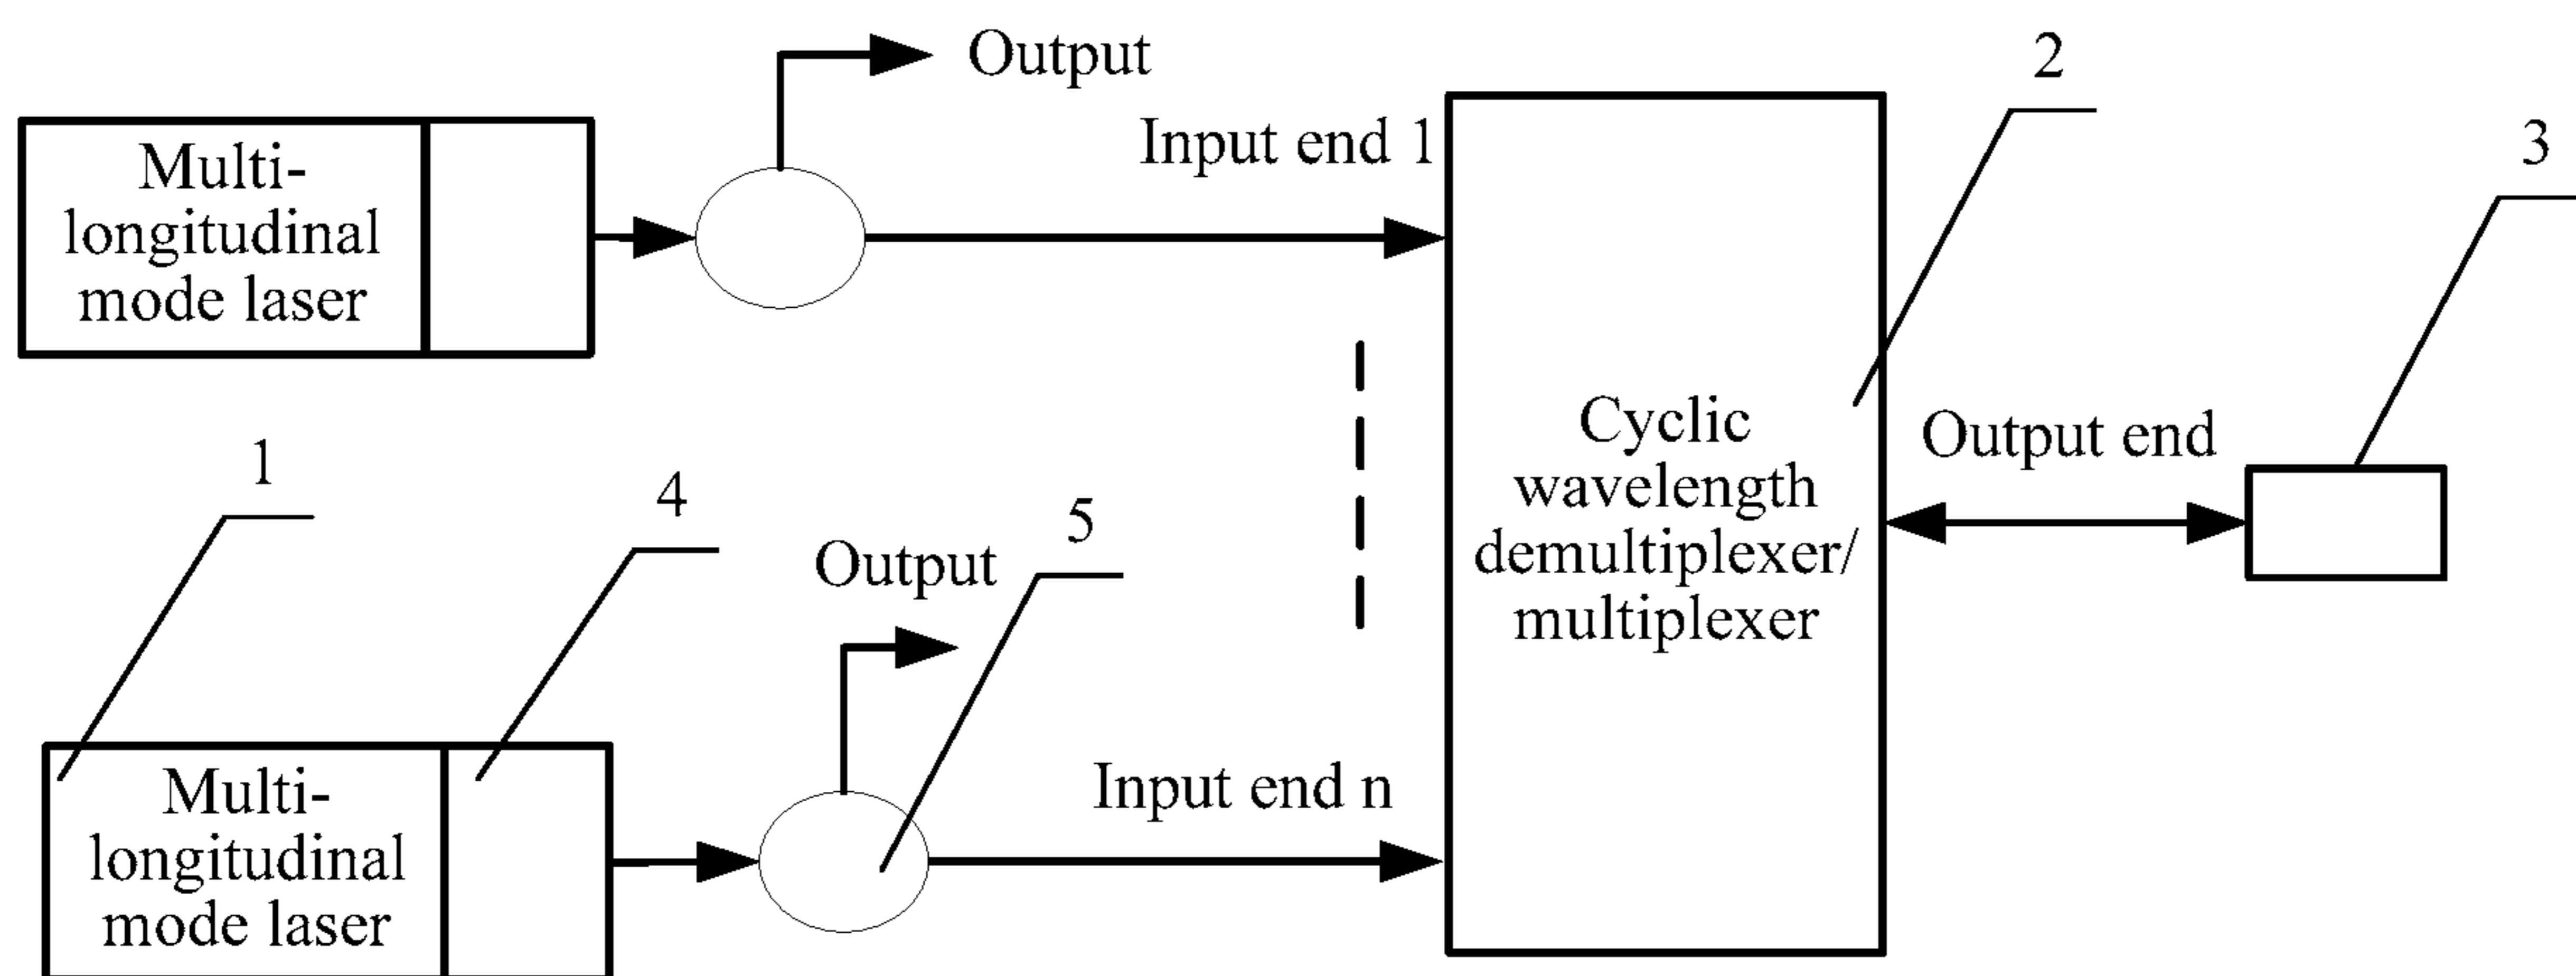 Output
2
Input end 1
3
Multi-
longitudinal
mode laser
Cyclic
wavelength
demultiplexer/
multiplexer
Output end
1
4
5
Output
Input end n
Multi-
longitudinal
mode laser